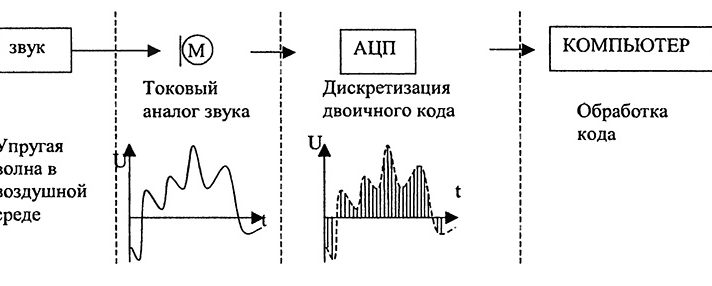 звук
М
АЦП
КОМПЬЮТЕР
Токовый
аналог звука
Дискретизация
двоичного кода
Обработка
кода
Упругая
волна в
воздушной
среде
U
t
U
t